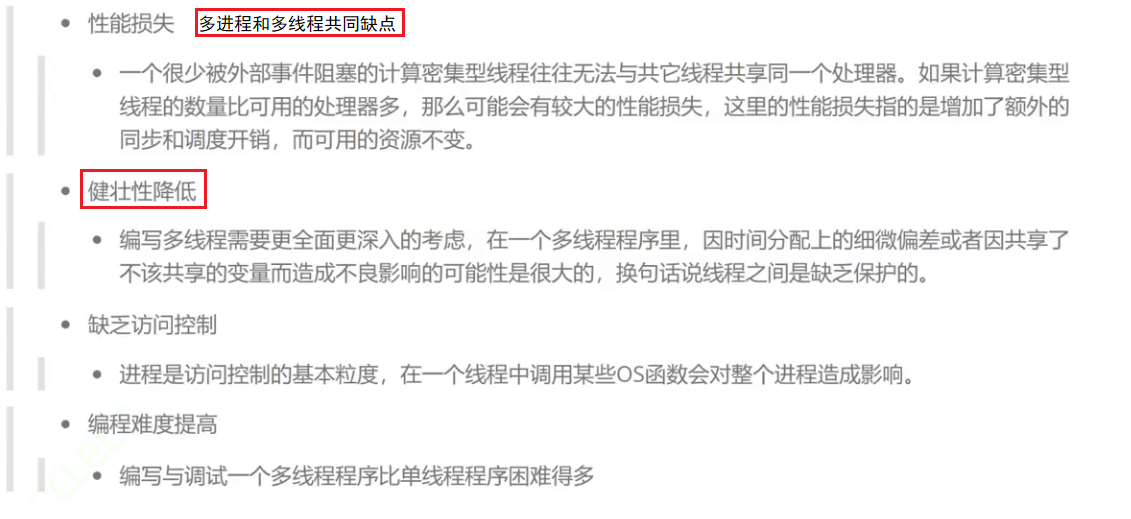 性能损失 多进程和多线程共同缺点
一个很少被外部事件阻塞的计算密集型线程往往无法与共它线程共享同一个处理器。如果计算密集型
线程的数量比可用的处理器多，那么可能会有较大的性能损失，这里的性能损失指的是增加了额外的
同步和调度开销，而可用的资源不变。
健壮性降低
编写多线程需要更全面更深入的考虑，在一个多线程程序里，因时间分配上的细微偏差或者因共享了
不该共享的变量而造成不良影响的可能性是很大的，换句话说线程之间是缺乏保护的。
缺乏访问控制
进程是访问控制的基本粒度，在一个线程中调用某些OS函数会对整个进程造成影响。
编程难度提高
编写与调试一个多线程程序比单线程程序困难得多